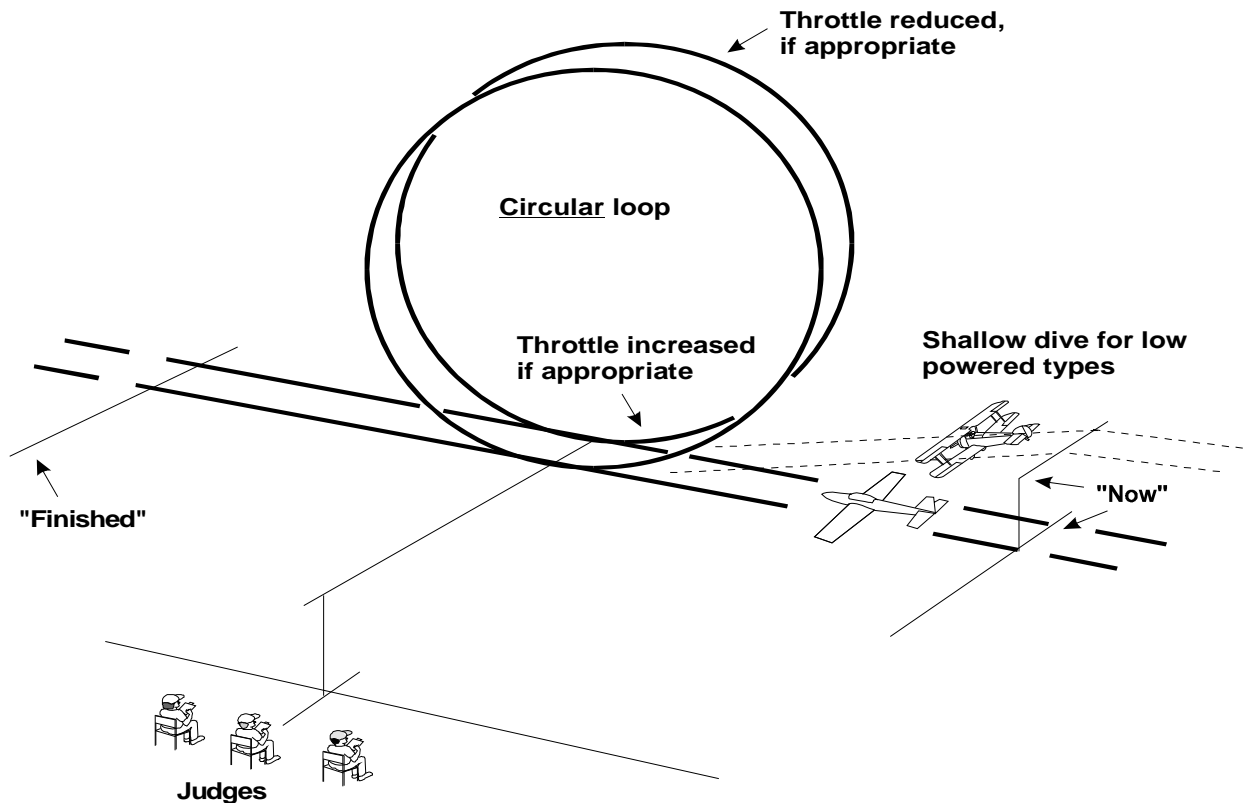 Throttle reduced,
if appropriate
Circular loop
Throttle increased
if appropriate
Shallow dive for low
powered types
"Now"
"Finished"
Judges